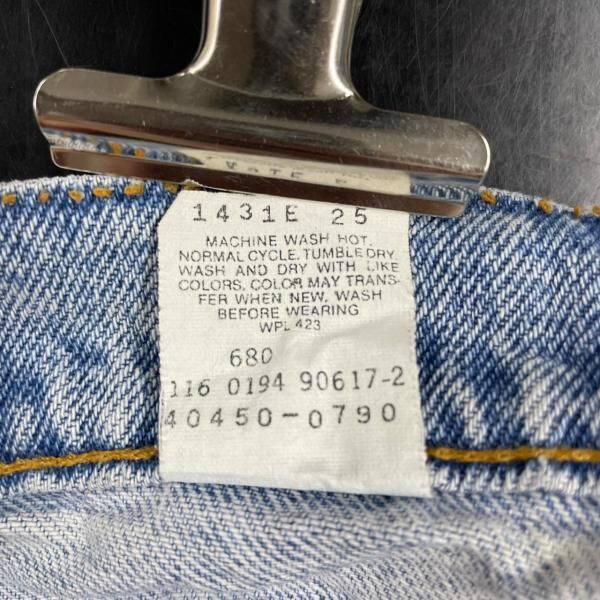 1431E 25
MACHINE WASH HOT.
NORMAL CYCLE. TUMBLE DRY.
WASH AND DRY WITH LIKE
COLORS. COLOR MAY TRANS-
FER WHEN NEW. WASH
BEFORE WEARING
WPL 423
680
116 0194 90617-2
40450-0790